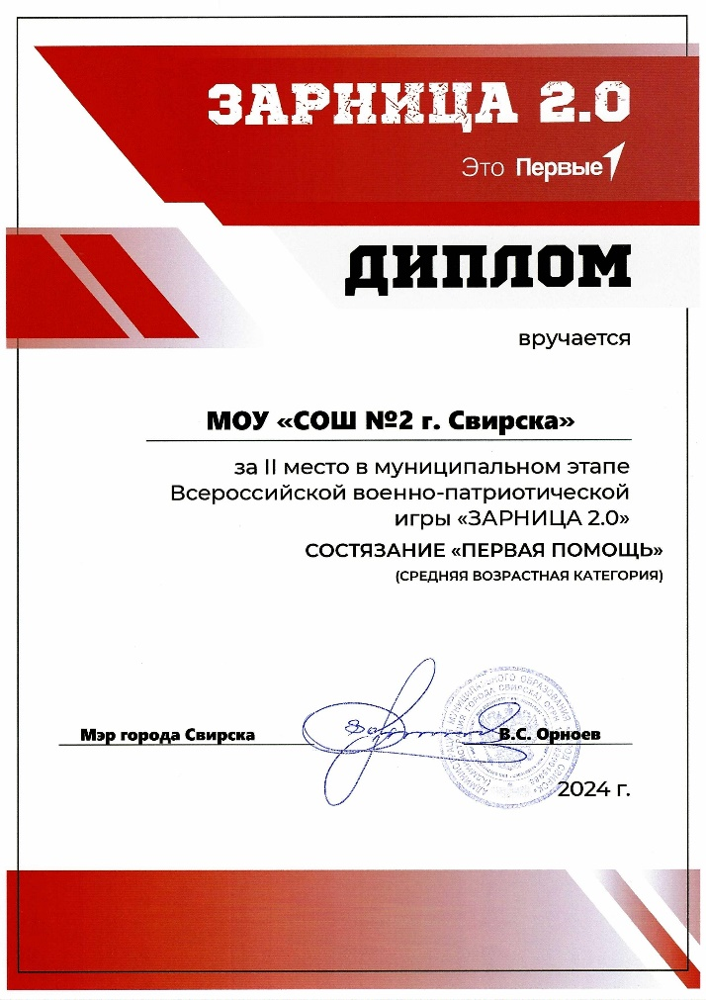 ЗАРНИЦА 2.0
Это Первые
ДИПЛОМ
вручается
МОУ «СОШ №2 г. Свирска»
за II место в муниципальном этапе
Всероссийской военно-патриотической
игры «ЗАРНИЦА 2.0»
СОСТЯЗАНИЕ «ПЕРВАЯ ПОМОЩЬ»
(СРЕДНЯЯ ВОЗРАСТНАЯ КАТЕГОРИЯ)
Мэр города Свирска В.С. Орноев
2024 г.